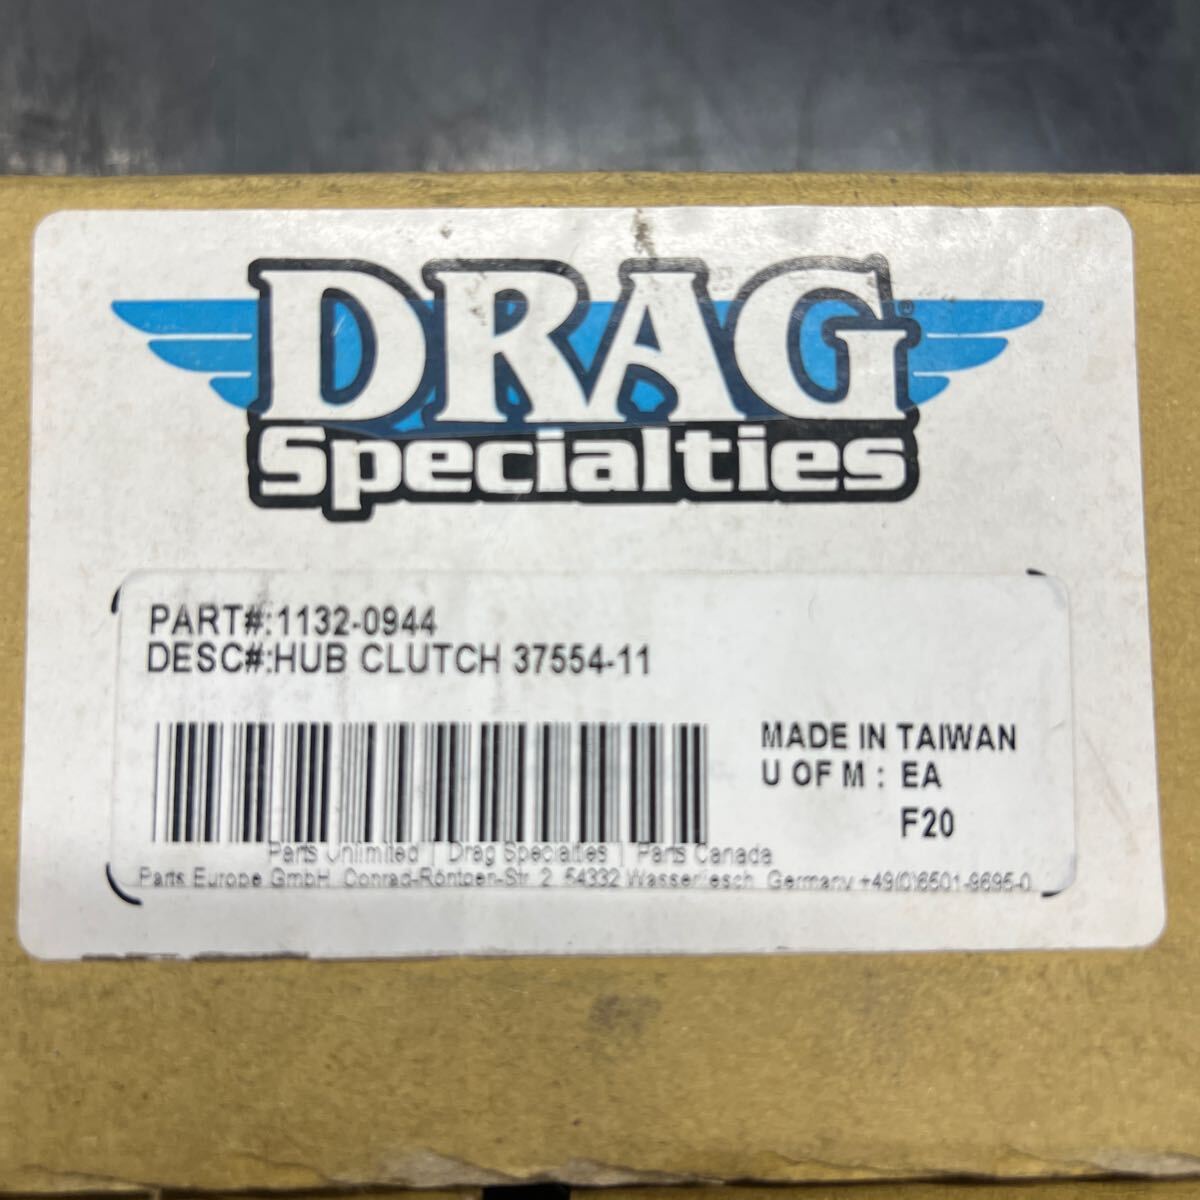 DRAG®
Specialties
PART#:1132-0944
DESC#:HUB CLUTCH 37554-11
MADE IN TAIWAN
U OF M : EA
F20
Parts Unlimited | Drag Specialties | Parts Canada
Parts Europe GmbH, Conrad-Röntgen-Str. 2, 54332 Wasserliesch, Germany +49(0)6501-9695-0